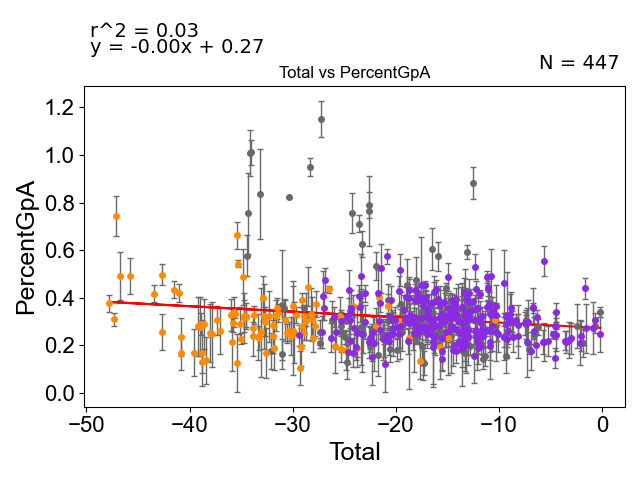 r^2 = 0.03
y = -0.00x + 0.27
N = 447
Total vs PercentGpA
PercentGpA
1.2
1.0
0.8
0.6
0.4
0.2
0.0
−50
−40
−30
−20
−10
0
Total